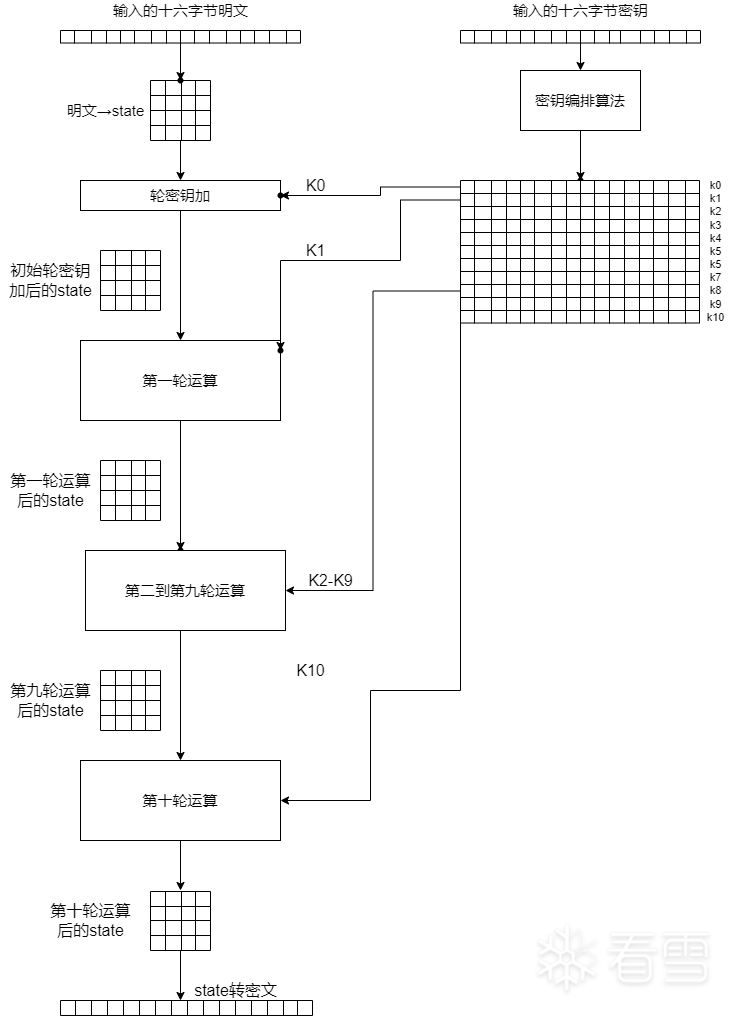 输入的十六字节明文
输入的十六字节密钥
明文→state
密钥编排算法
轮密钥加
K0
k0
k1
k2
k3
k4
k5
k5
k7
k8
k9
k10
K1
初始轮密钥
加后的state
第一轮运算
第一轮运算
后的state
第二到第九轮运算
K2-K9
K10
第九轮运算
后的state
第十轮运算
第十轮运算
后的state
state转密文
看雪